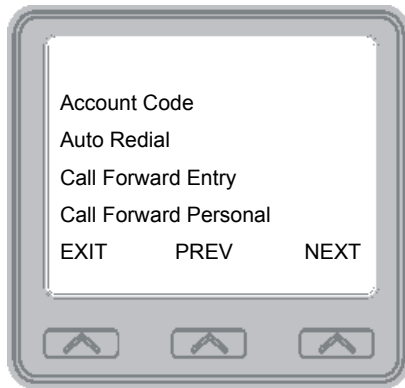 Account Code
Auto Redial
Call Forward Entry
Call Forward Personal
EXIT PREV NEXT